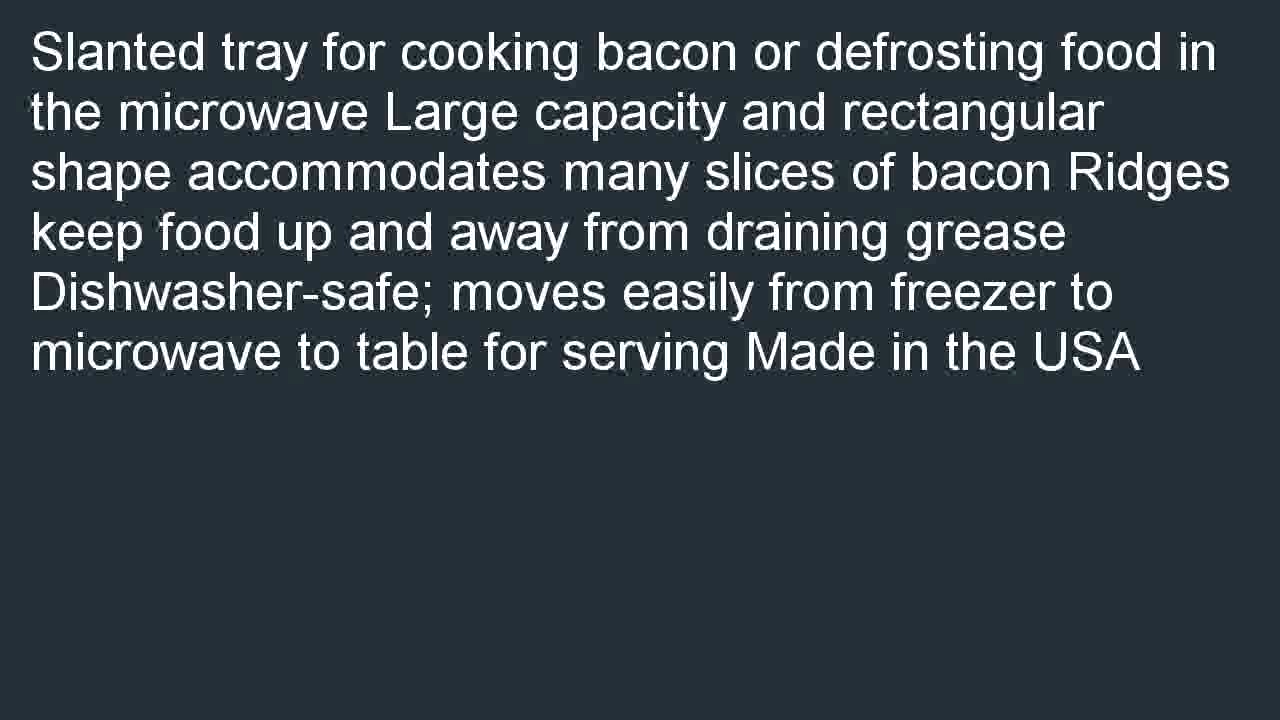 Slanted tray for cooking bacon or defrosting food in
the microwave Large capacity and rectangular
shape accommodates many slices of bacon Ridges
keep food up and away from draining grease
Dishwasher-safe; moves easily from freezer to
microwave to table for serving Made in the USA